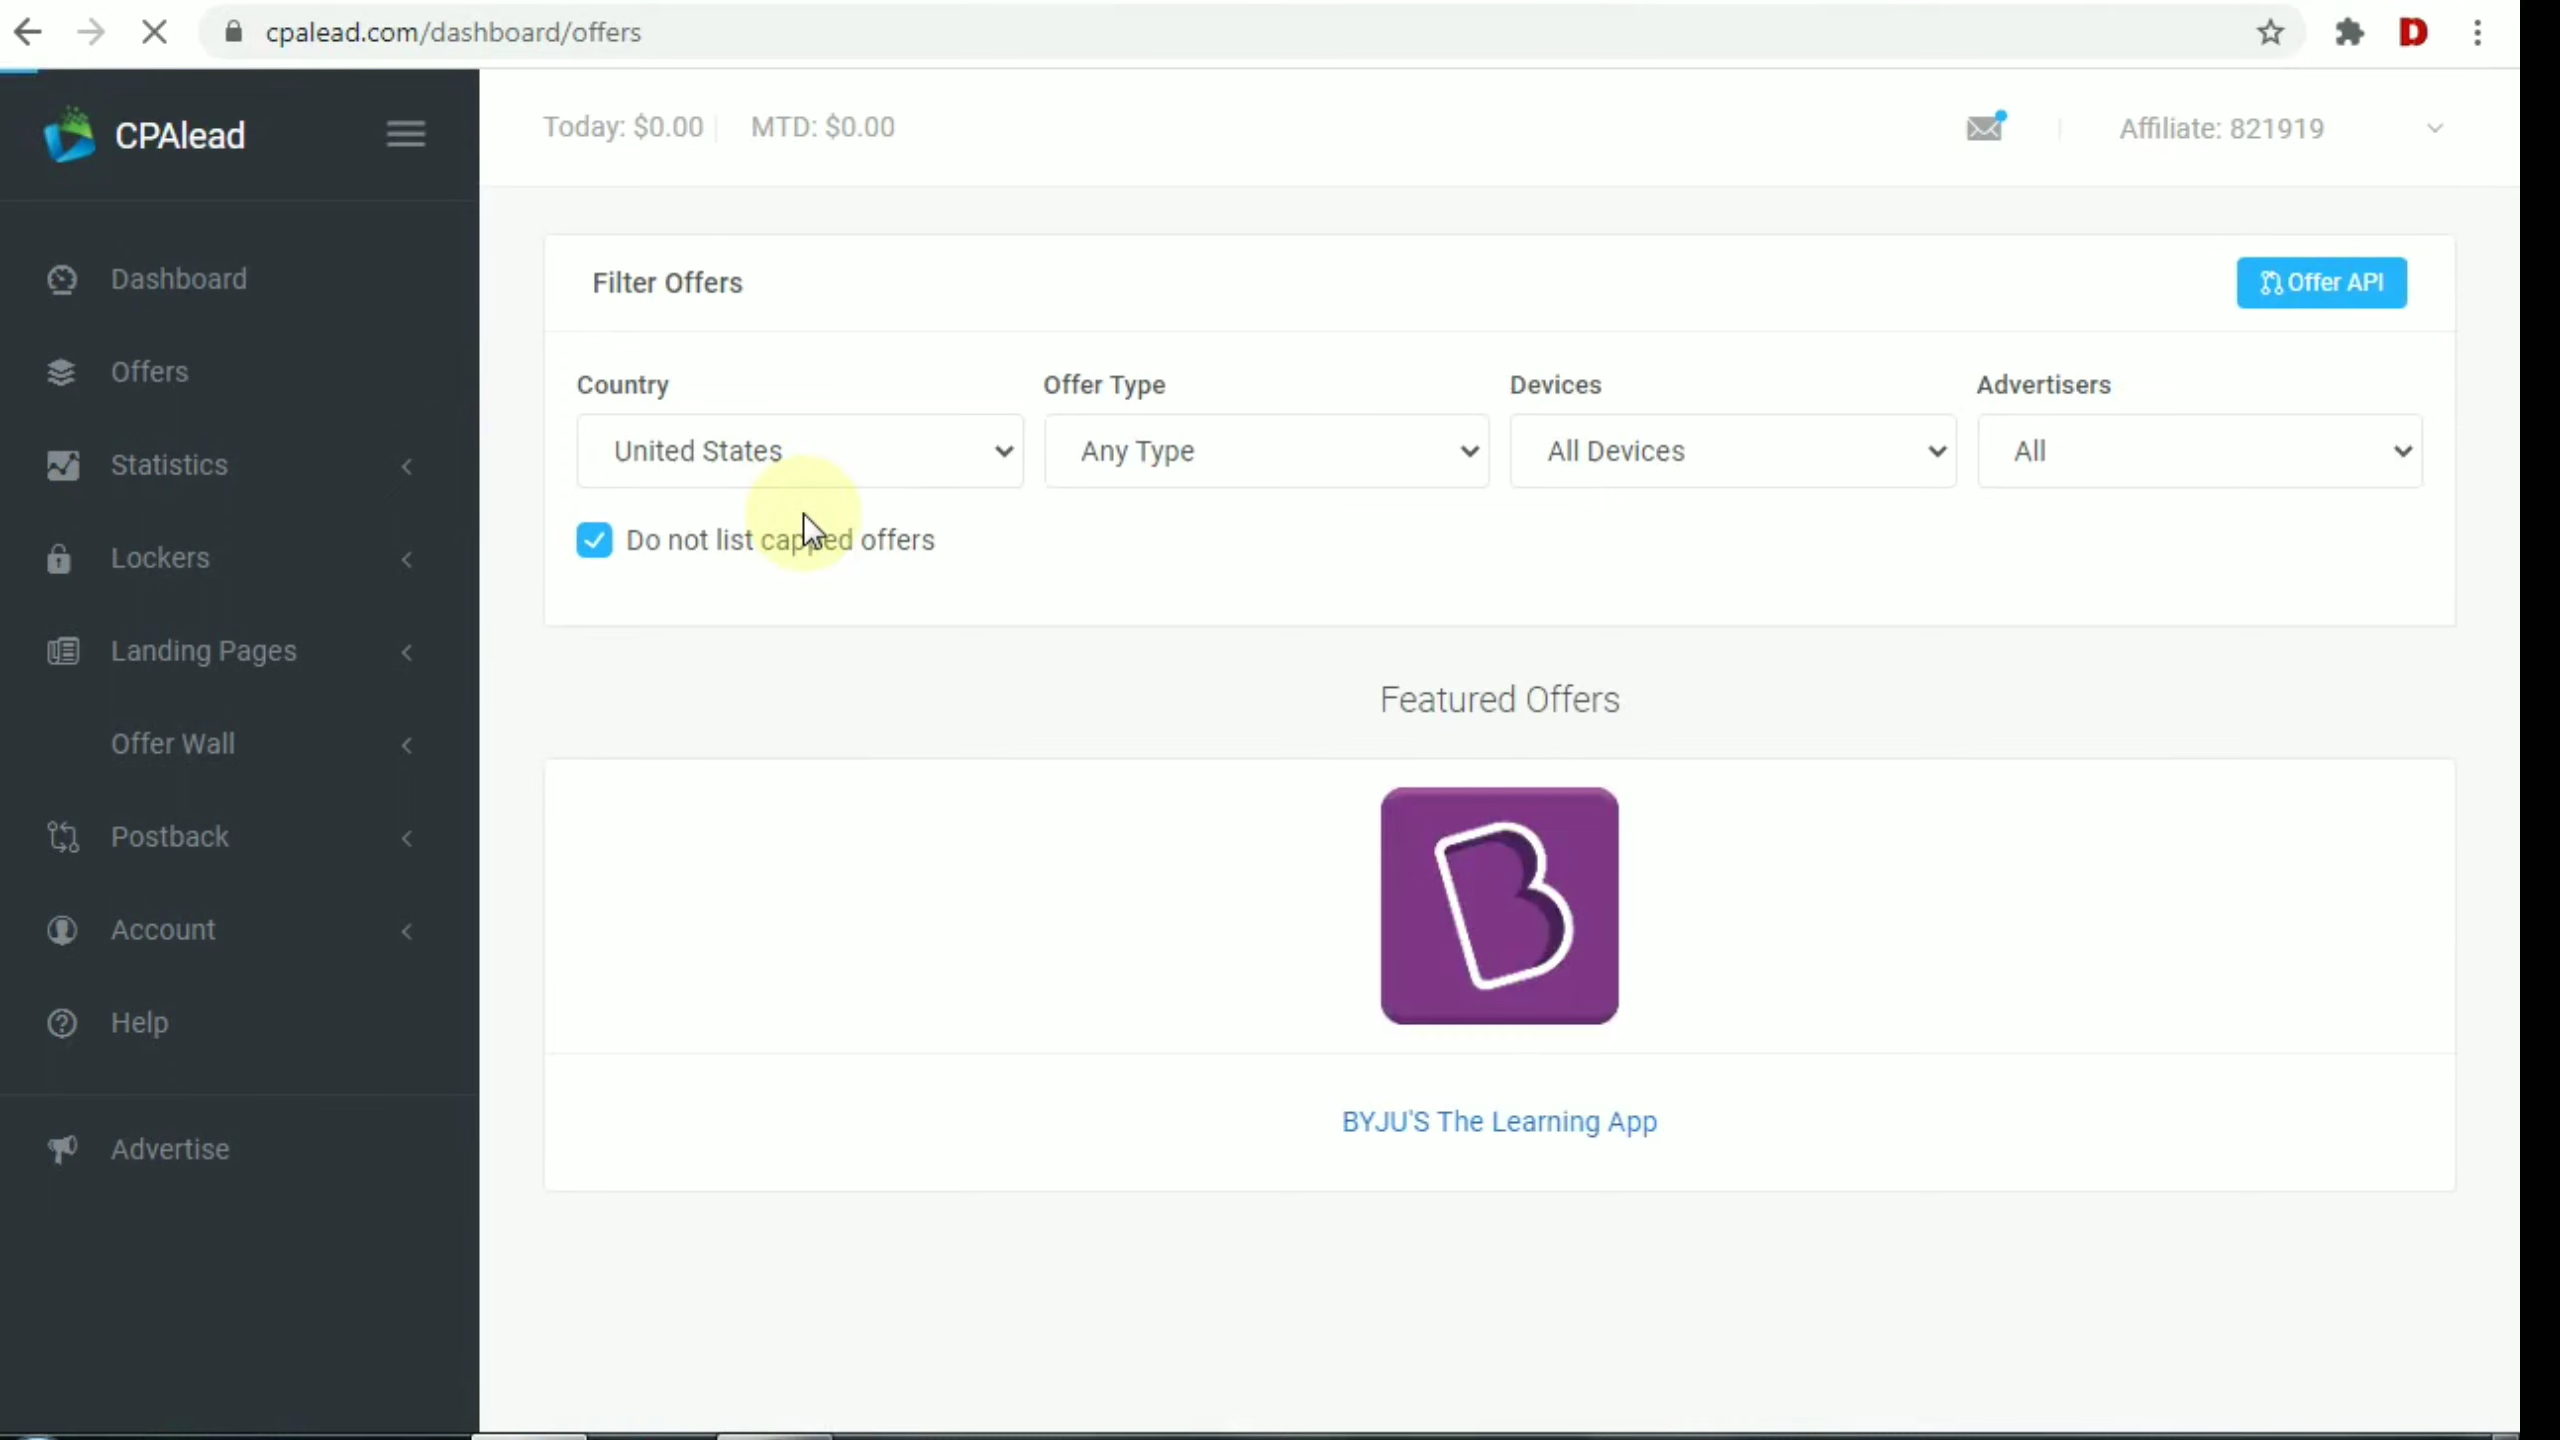 cpalead.com/dashboard/offers
CPAlead
Today: $0.00
MTD: $0.00
Affiliate: 821919
Dashboard
Offers
Statistics
Lockers
Landing Pages
Offer Wall
Postback
Account
Help
Advertise
Filter Offers
Offer API
Country
Offer Type
Devices
Advertisers
United States
Any Type
All Devices
All
Do not list capped offers
Featured Offers
B
BYJU'S The Learning App